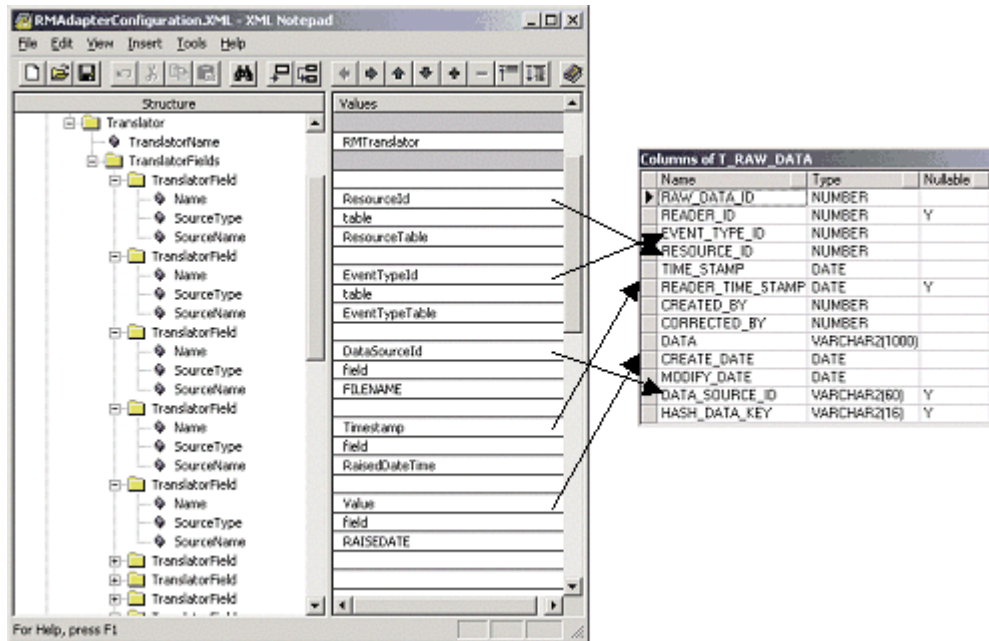 RMAdapterConfiguration.XML - XML Notepad
File Edit View Insert Tools Help
Structure Values
Translator
TranslatorName RMTranslator
TranslatorFields
TranslatorField
Name ResourceId
SourceType table
SourceName ResourceTable
TranslatorField
Name EventTypeId
SourceType table
SourceName EventTypeTable
TranslatorField
Name DataSourceId
SourceType field
SourceName FILENAME
TranslatorField
Name Timestamp
SourceType field
SourceName RaisedDateTime
TranslatorField
Name Value
SourceType field
SourceName RAISEDATE
TranslatorField
TranslatorField
TranslatorField
For Help, press F1
Columns of T_RAW_DATA
Name Type Nullable
RAW_DATA_ID NUMBER
READER_ID NUMBER Y
EVENT_TYPE_ID NUMBER
RESOURCE_ID NUMBER
TIME_STAMP DATE
READER_TIME_STAMP DATE Y
CREATED_BY NUMBER
CORRECTED_BY NUMBER
DATA VARCHAR2(1000)
CREATE_DATE DATE
MODIFY_DATE DATE
DATA_SOURCE_ID VARCHAR2(60) Y
HASH_DATA_KEY VARCHAR2(16) Y